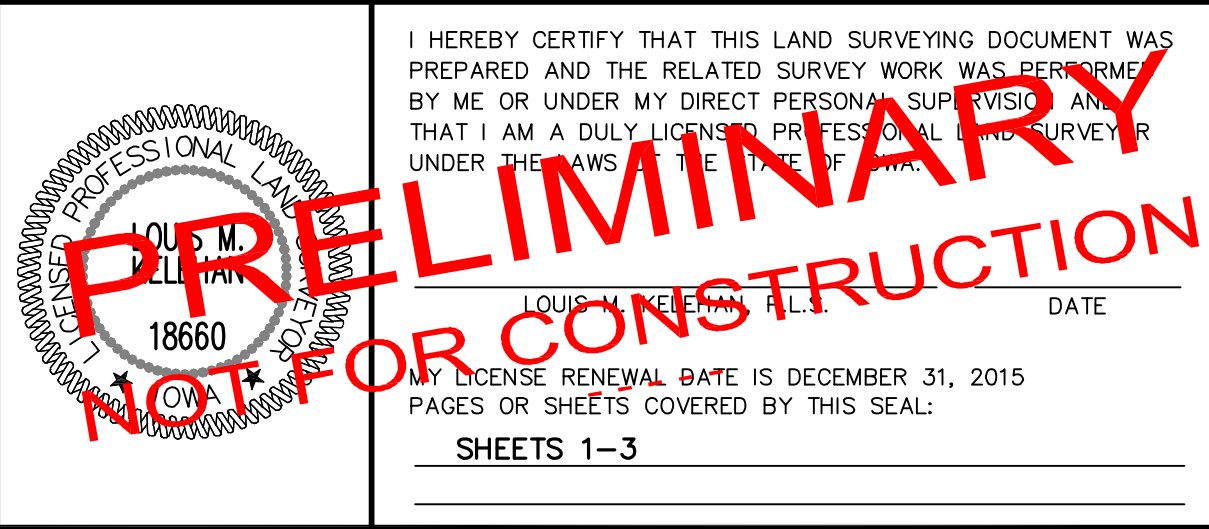 LICENSED PROFESSIONAL LAND SURVEYOR
LOUIS M.
KELEHAN
18660
IOWA
I HEREBY CERTIFY THAT THIS LAND SURVEYING DOCUMENT WAS
PREPARED AND THE RELATED SURVEY WORK WAS PERFORMED
BY ME OR UNDER MY DIRECT PERSONAL SUPERVISION AND
THAT I AM A DULY LICENSED PROFESSIONAL LAND SURVEYOR
UNDER THE LAWS OF THE STATE OF IOWA.
LOUIS M. KELEHAN, P.L.S.
DATE
MY LICENSE RENEWAL DATE IS DECEMBER 31, 2015
PAGES OR SHEETS COVERED BY THIS SEAL:
SHEETS 1-3
PRELIMINARY
NOT FOR CONSTRUCTION